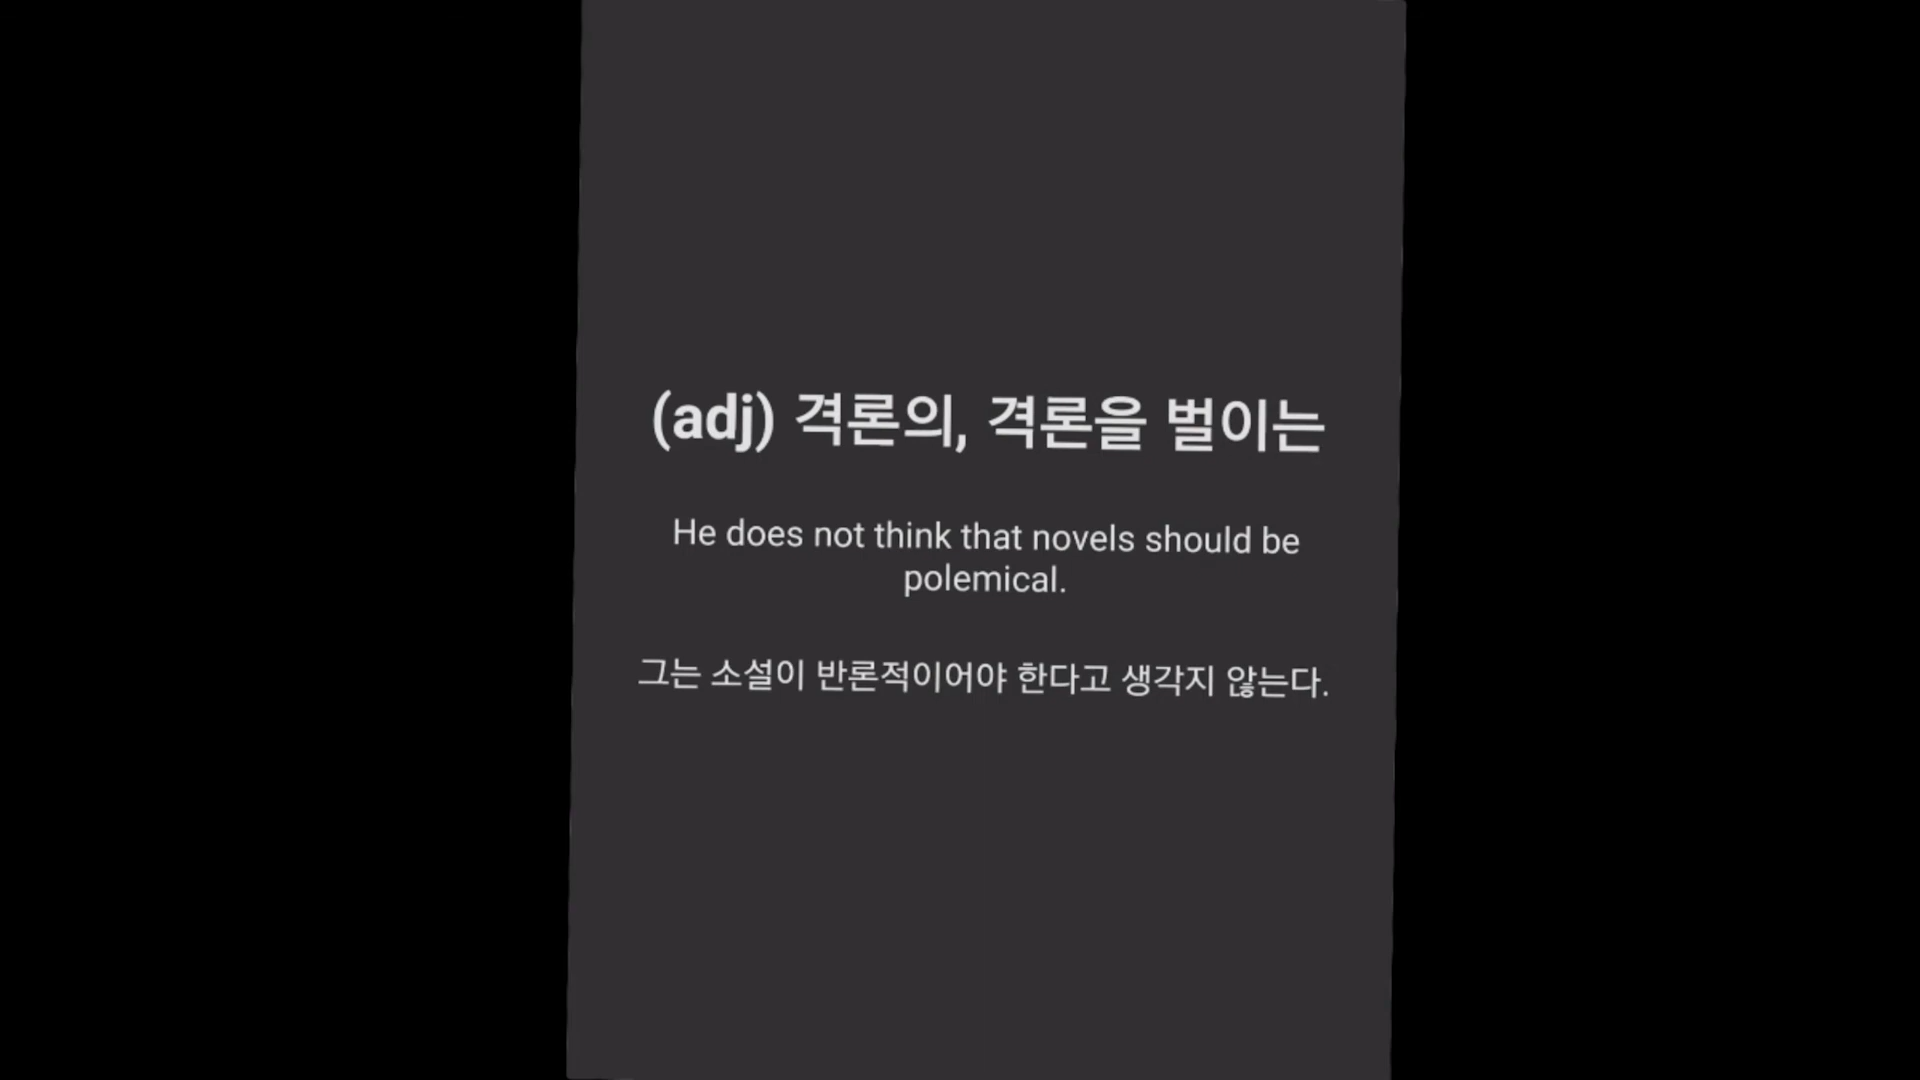 (adj) 격론의, 격론을 벌이는
He does not think that novels should be
polemical.
그는 소설이 반론적이어야 한다고 생각지 않는다.